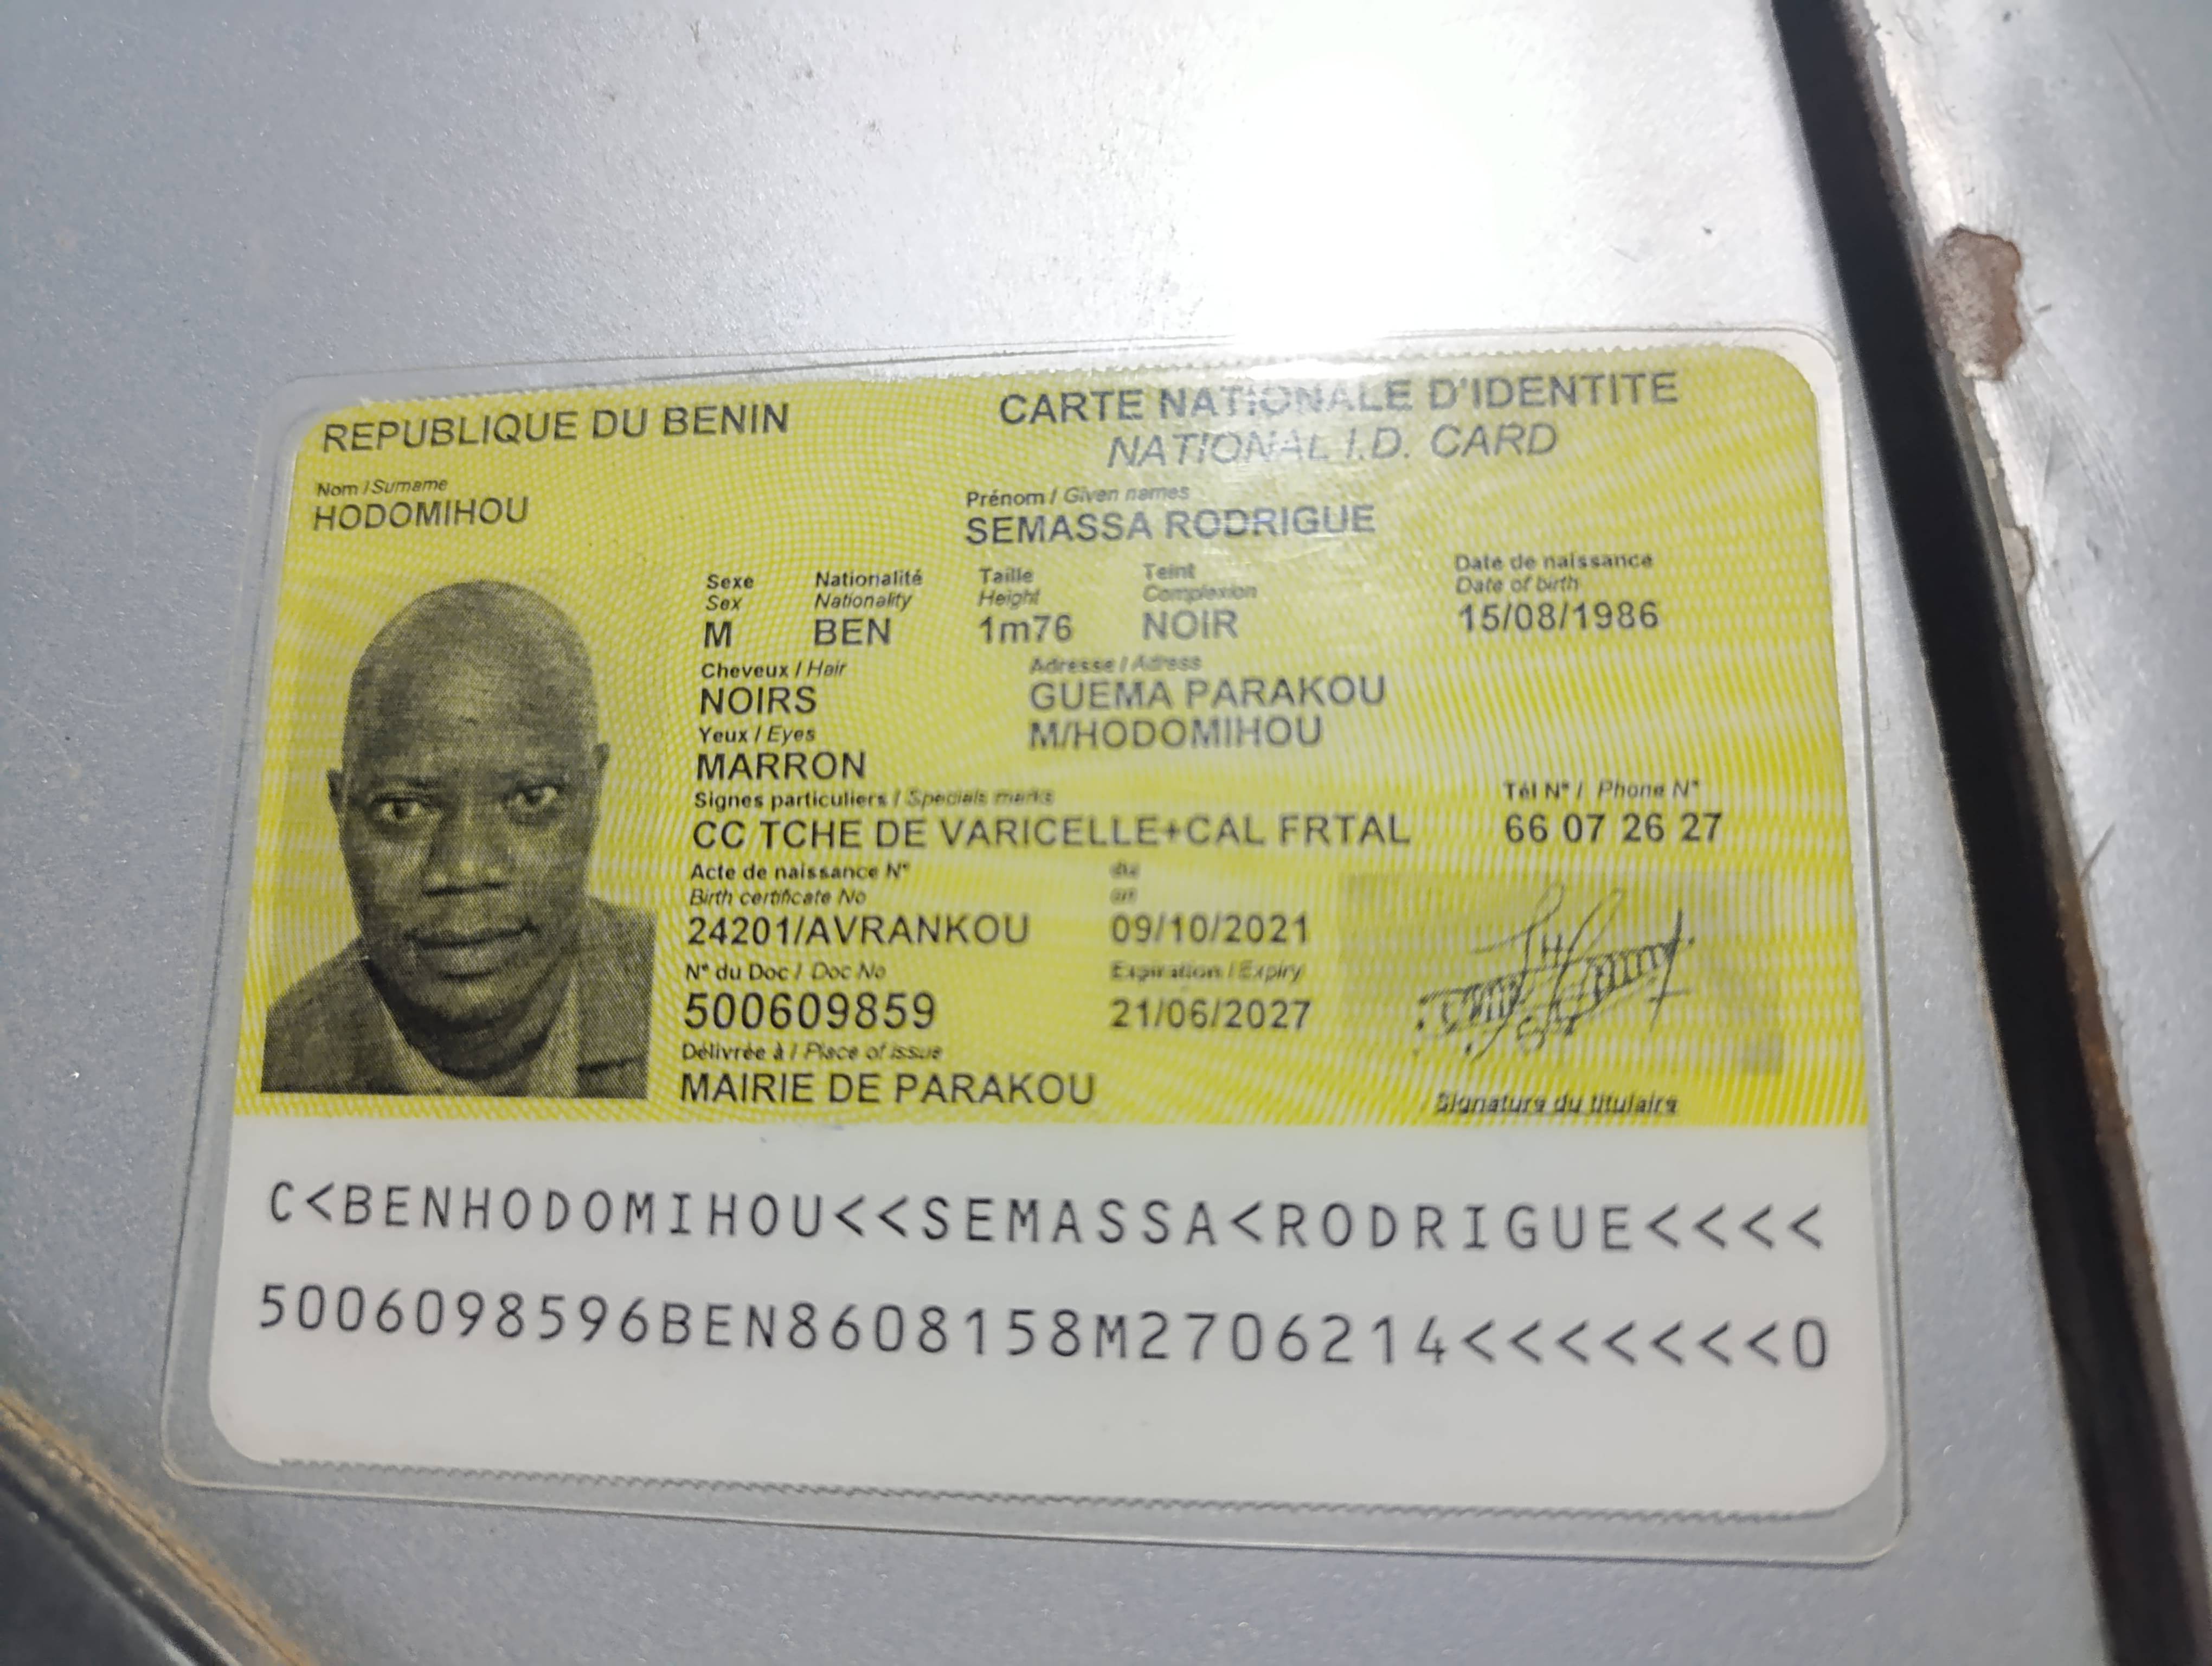 REPUBLIQUE DU BENIN
CARTE NATIONALE D'IDENTITE
NATIONAL I.D. CARD
Nom / Surname
HODOMIHOU
Prénom / Given names
SEMASSA RODRIGUE
Sexe Nationalité Taille Teint Date de naissance
Sex Nationality Height Complexion Date of birth
M BEN 1m76 NOIR 15/08/1986
Cheveux / Hair Adresse / Adress
NOIRS GUEMA PARAKOU
Yeux / Eyes M/HODOMIHOU
MARRON
Signes particuliers / Specials marks Tél N° / Phone N°
CC TCHE DE VARICELLE+CAL FRTAL 66 07 26 27
Acte de naissance N° du
Birth certificate No on
24201/AVRANKOU 09/10/2021
N° du Doc / Doc No Expiration / Expiry
500609859 21/06/2027
Délivrée à / Place of issue
MAIRIE DE PARAKOU
Signature du titulaire
C<BENHODOMIHOU<<SEMASSA<RODRIGUE<<<<
5006098596BEN8608158M2706214<<<<<<<0